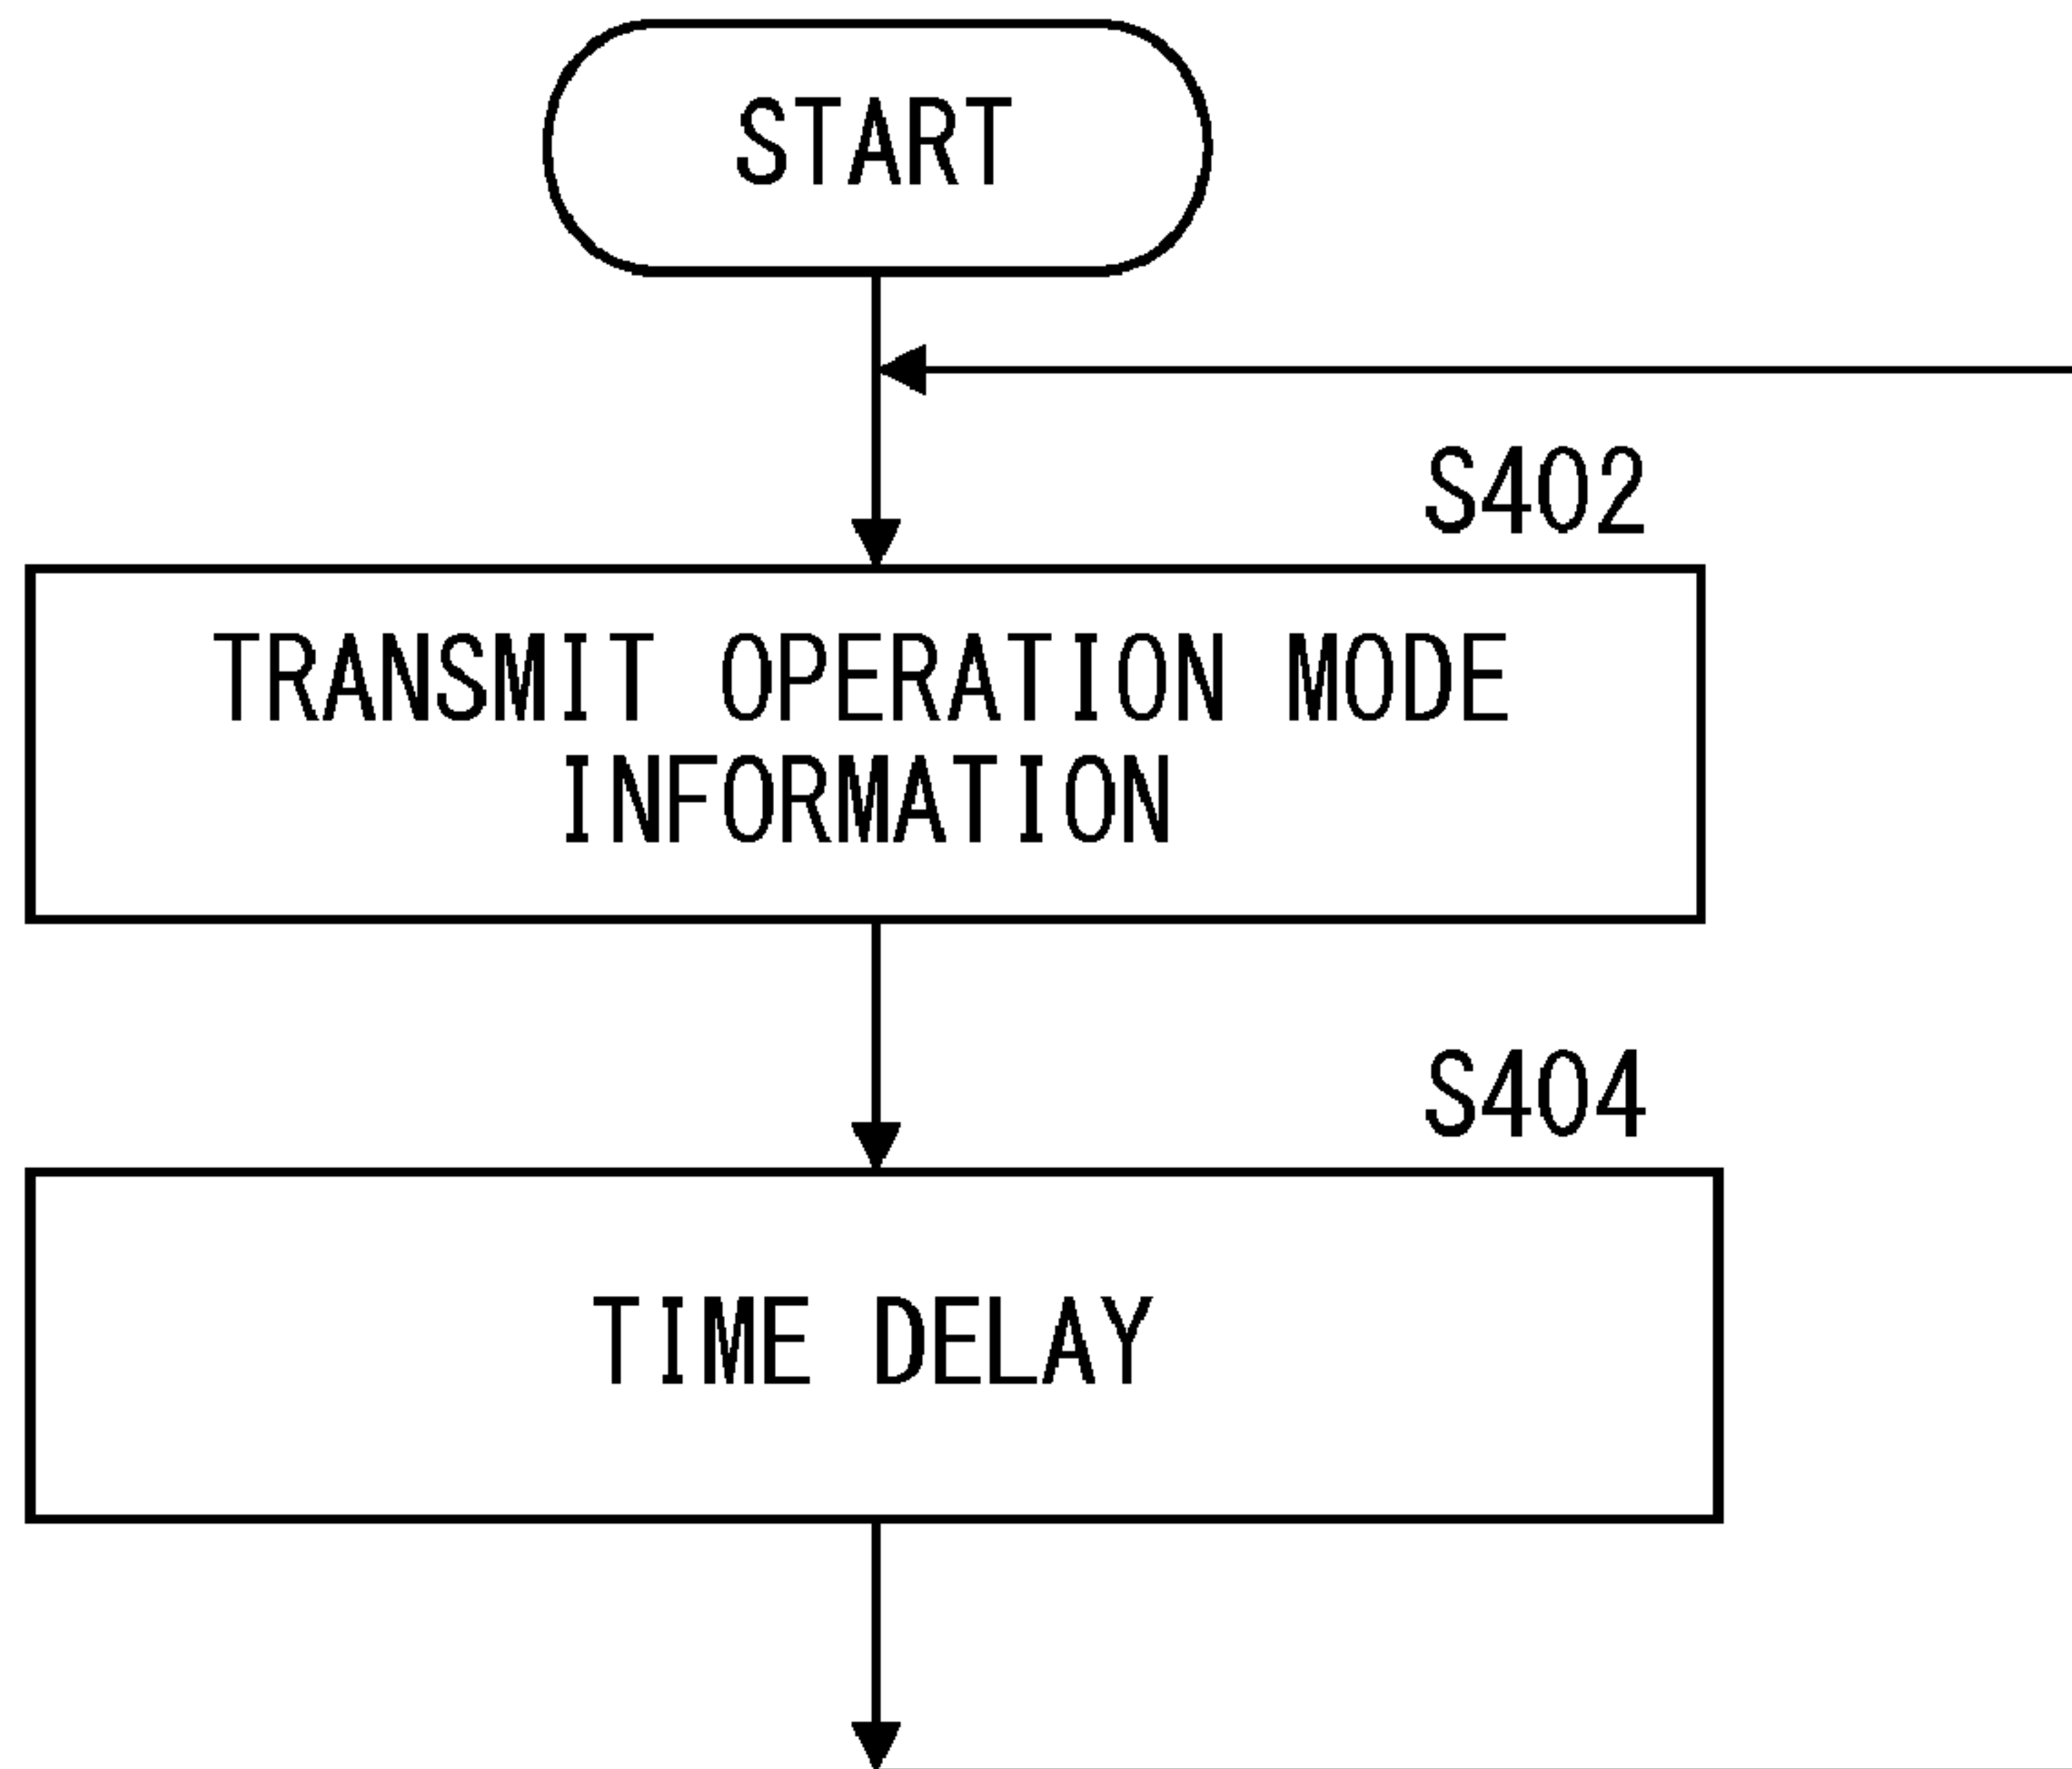 START
S402
TRANSMIT OPERATION MODE
INFORMATION
S404
TIME DELAY